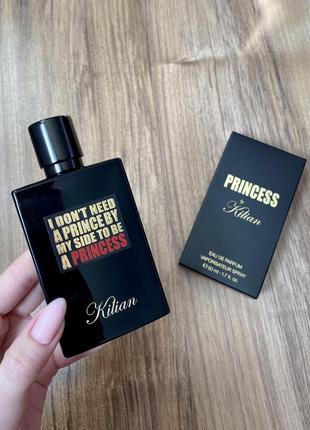 I DON'T NEED
A PRINCE BY
MY SIDE TO BE
A PRINCESS
Kilian
PRINCESS
by
Kilian
EAU DE PARFUM
VAPORISATEUR SPRAY
℮ 50 ml - 1.7 fl. oz.